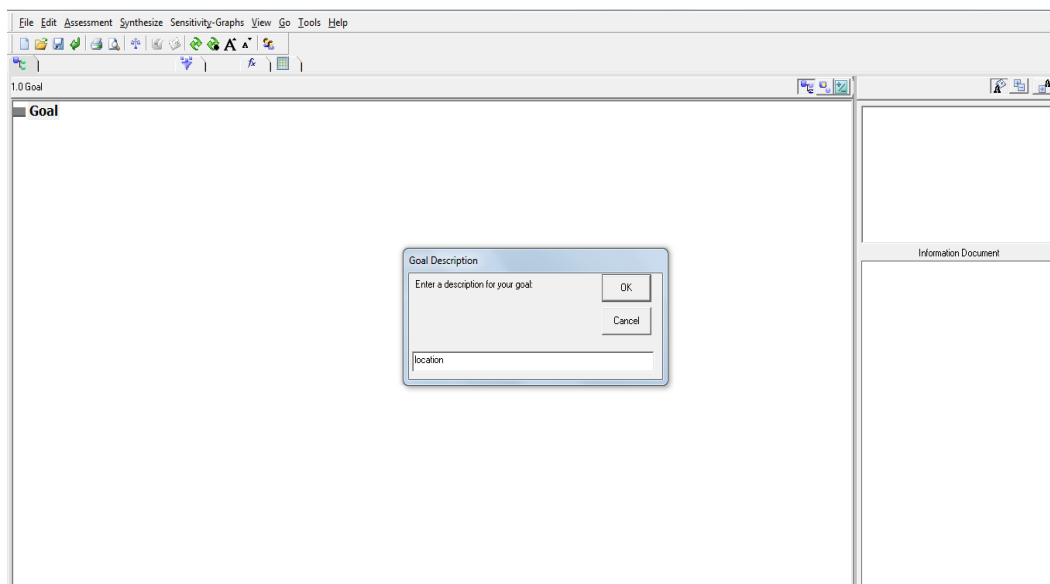 File Edit Assessment Synthesize Sensitivity-Graphs View Go Tools Help
A A
fx
1.0 Goal
A A
Goal
Information Document
Goal Description
Enter a description for your goal:
OK
Cancel
location